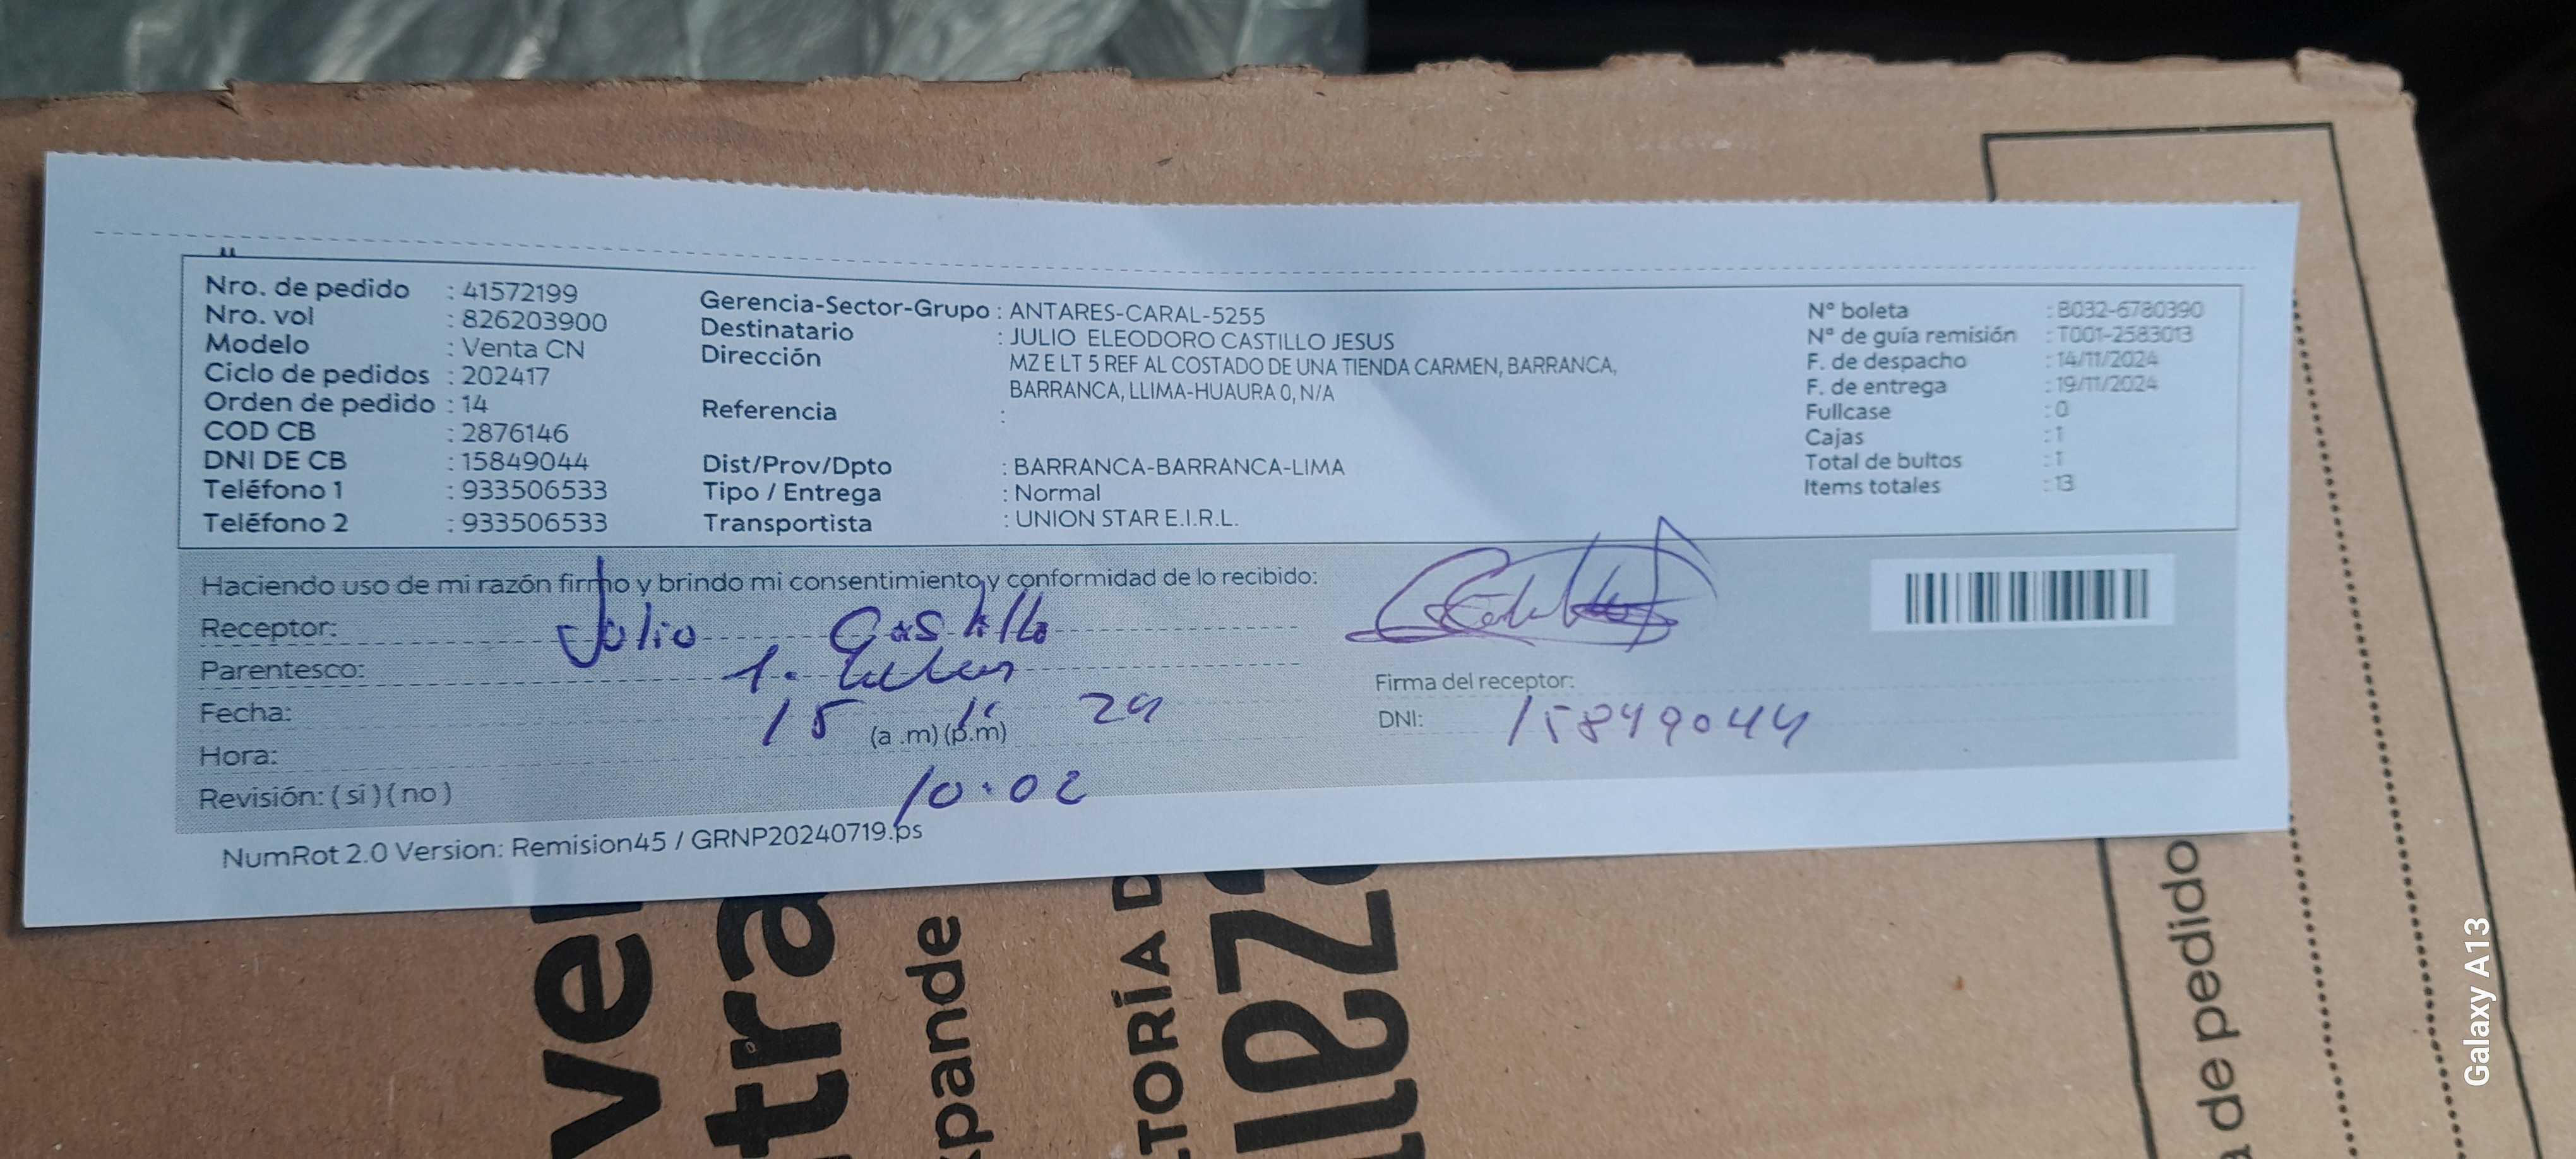 Nro. de pedido : 41572199
Nro. vol : 826203900
Modelo : Venta CN
Ciclo de pedidos : 202417
Orden de pedido : 14
COD CB : 2876146
DNI DE CB : 15849044
Teléfono 1 : 933506533
Teléfono 2 : 933506533
Gerencia-Sector-Grupo : ANTARES-CARAL-5255
Destinatario : JULIO ELEODORO CASTILLO JESUS
Dirección MZ E LT 5 REF AL COSTADO DE UNA TIENDA CARMEN, BARRANCA,
BARRANCA, LLIMA-HUAURA 0, N/A
Referencia :
Dist/Prov/Dpto : BARRANCA-BARRANCA-LIMA
Tipo / Entrega : Normal
Transportista : UNION STAR E.I.R.L.
Nº boleta : B032-6780390
Nº de guía remisión : T001-2583013
F. de despacho : 14/11/2024
F. de entrega : 19/11/2024
Fullcase : 0
Cajas : 1
Total de bultos : 1
Items totales : 13
Haciendo uso de mi razón firmo y brindo mi consentimiento y conformidad de lo recibido:
Receptor: Julio Castillo
Parentesco:
Fecha: 15 11 24
(a .m) (p.m)
Hora: 10:02
Revisión: ( si ) ( no )
Firma del receptor:
DNI: 15849044
NumRot 2.0 Version: Remision45 / GRNP20240719.ps
tra
xpande
TORÍA D
a de pedido
Galaxy A13